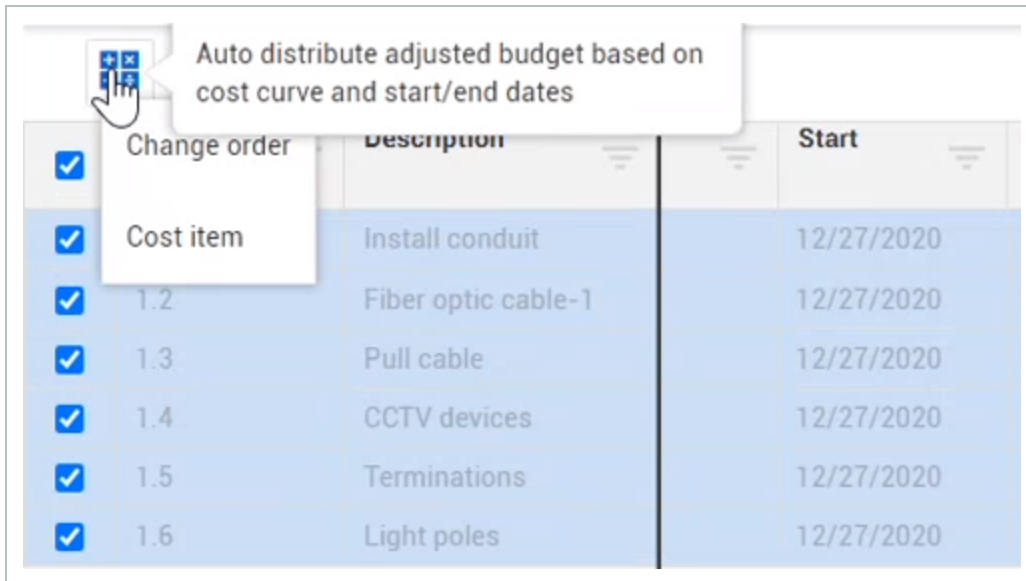 Auto distribute adjusted budget based on
cost curve and start/end dates
Change order
Description
Start
Cost item
Install conduit
12/27/2020
1.2
Fiber optic cable-1
12/27/2020
1.3
Pull cable
12/27/2020
1.4
CCTV devices
12/27/2020
1.5
Terminations
12/27/2020
1.6
Light poles
12/27/2020